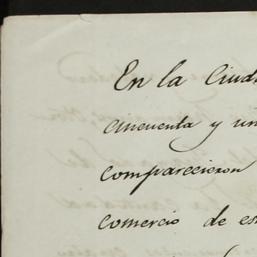 En la Ciud
cincuenta y un
comparecieron
comercio de es